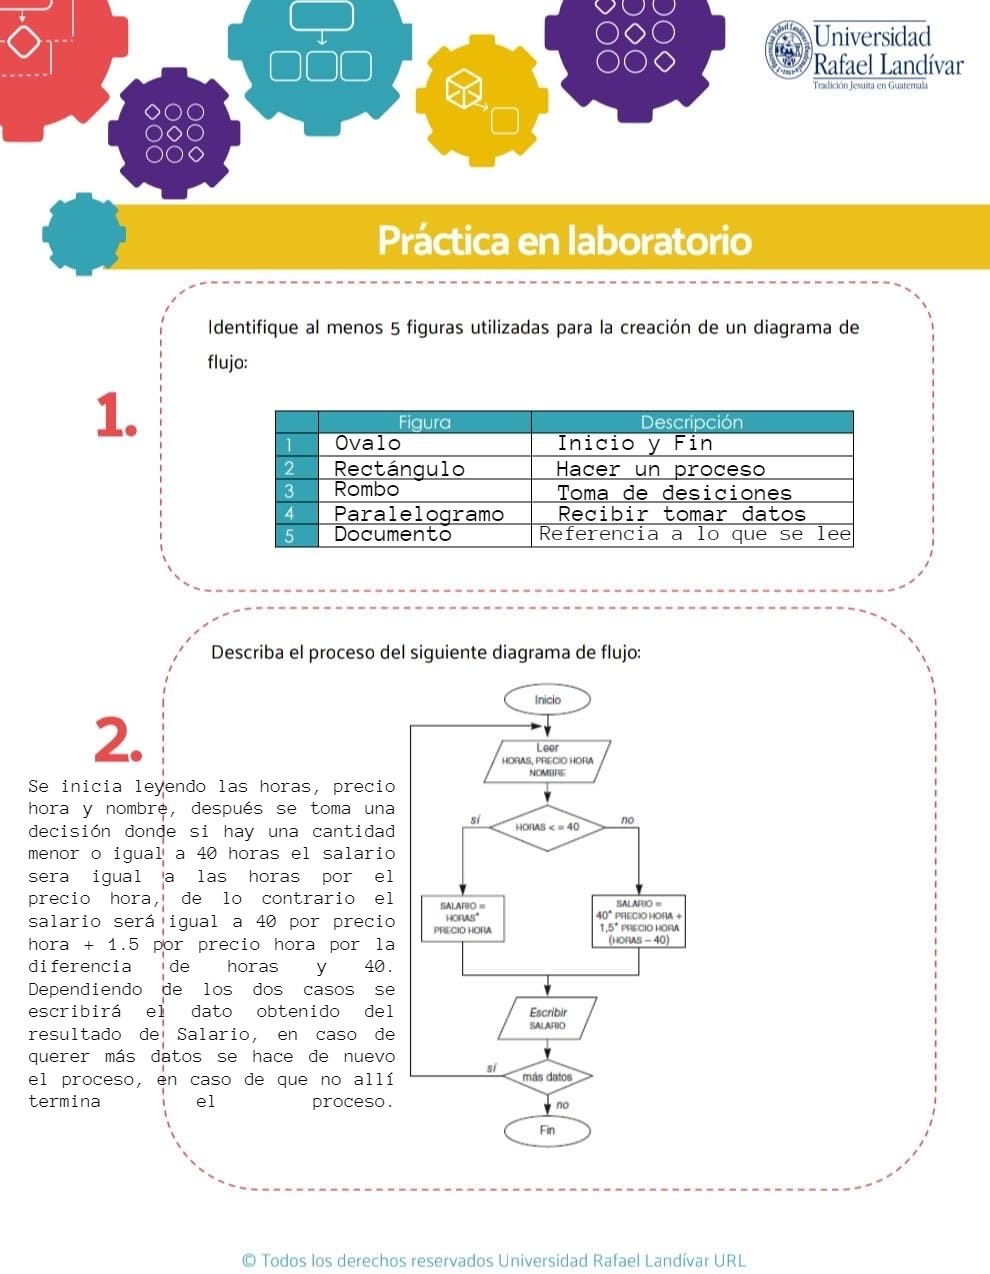 Universidad
Rafael Landívar
Tradición Jesuita en Guatemala
Práctica en laboratorio
1.
Identifique al menos 5 figuras utilizadas para la creación de un diagrama de
flujo:
Figura Descripción
1 Ovalo Inicio y Fin
2 Rectángulo Hacer un proceso
3 Rombo Toma de desiciones
4 Paralelogramo Recibir tomar datos
5 Documento Referencia a lo que se lee
2.
Describa el proceso del siguiente diagrama de flujo:
Se inicia leyendo las horas, precio
hora y nombre, después se toma una
decisión donde si hay una cantidad
menor o igual a 40 horas el salario
sera igual a las horas por el
precio hora, de lo contrario el
salario será igual a 40 por precio
hora + 1.5 por precio hora por la
diferencia de horas y 40.
Dependiendo de los dos casos se
escribirá el dato obtenido del
resultado de Salario, en caso de
querer más datos se hace de nuevo
el proceso, en caso de que no allí
termina el proceso.
Inicio
Leer
HORAS, PRECIO HORA
NOMBRE
sí
HORAS < = 40
no
SALARIO =
HORAS*
PRECIO HORA
SALARIO =
40* PRECIO HORA +
1,5* PRECIO HORA
(HORAS – 40)
Escribir
SALARIO
sí
más datos
no
Fin
© Todos los derechos reservados Universidad Rafael Landívar URL